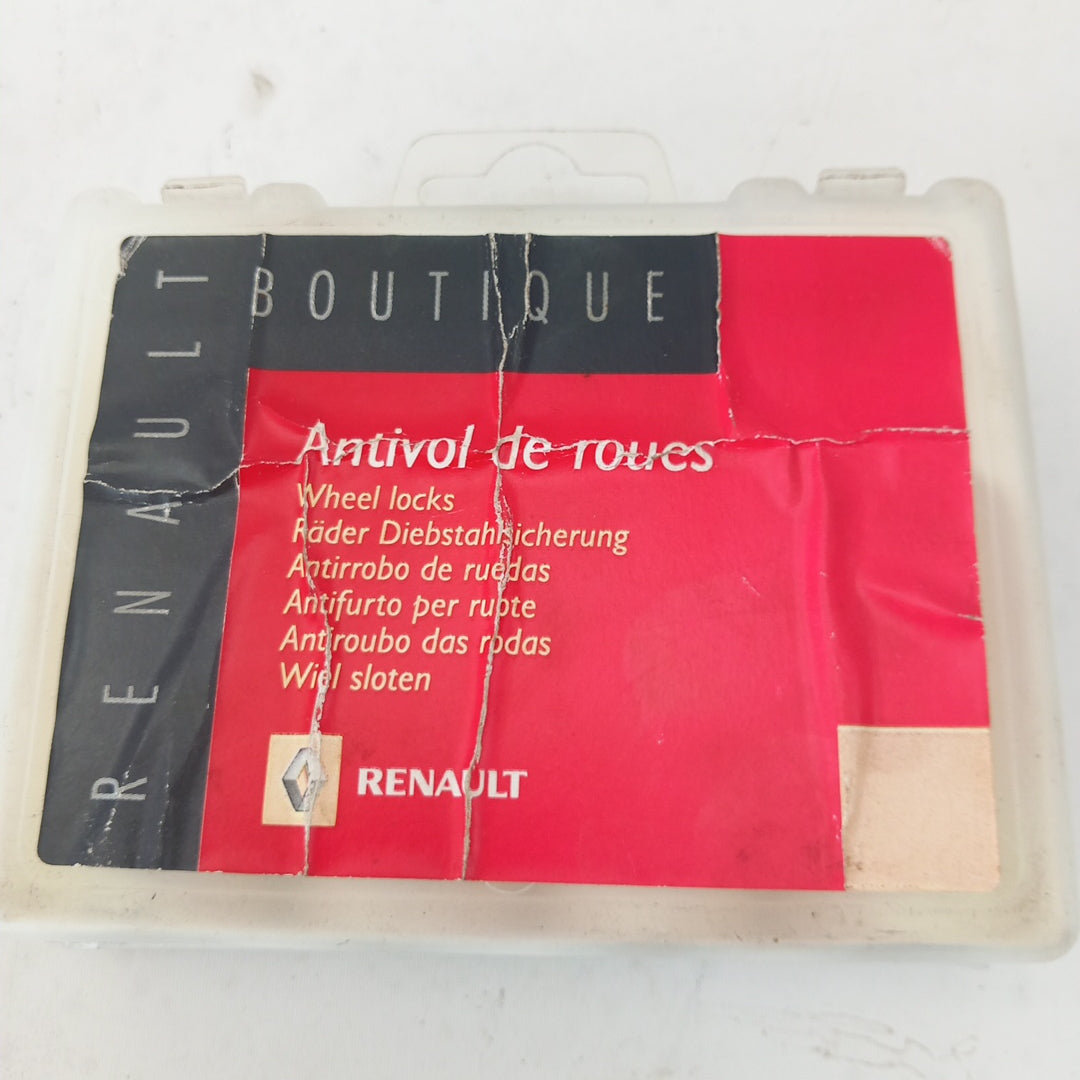 RENAULT
BOUTIQUE
Antivol de roues
Wheel locks
Räder Diebstahlsicherung
Antirrobo de ruedas
Antifurto per ruote
Antiroubo das rodas
Wiel sloten
RENAULT